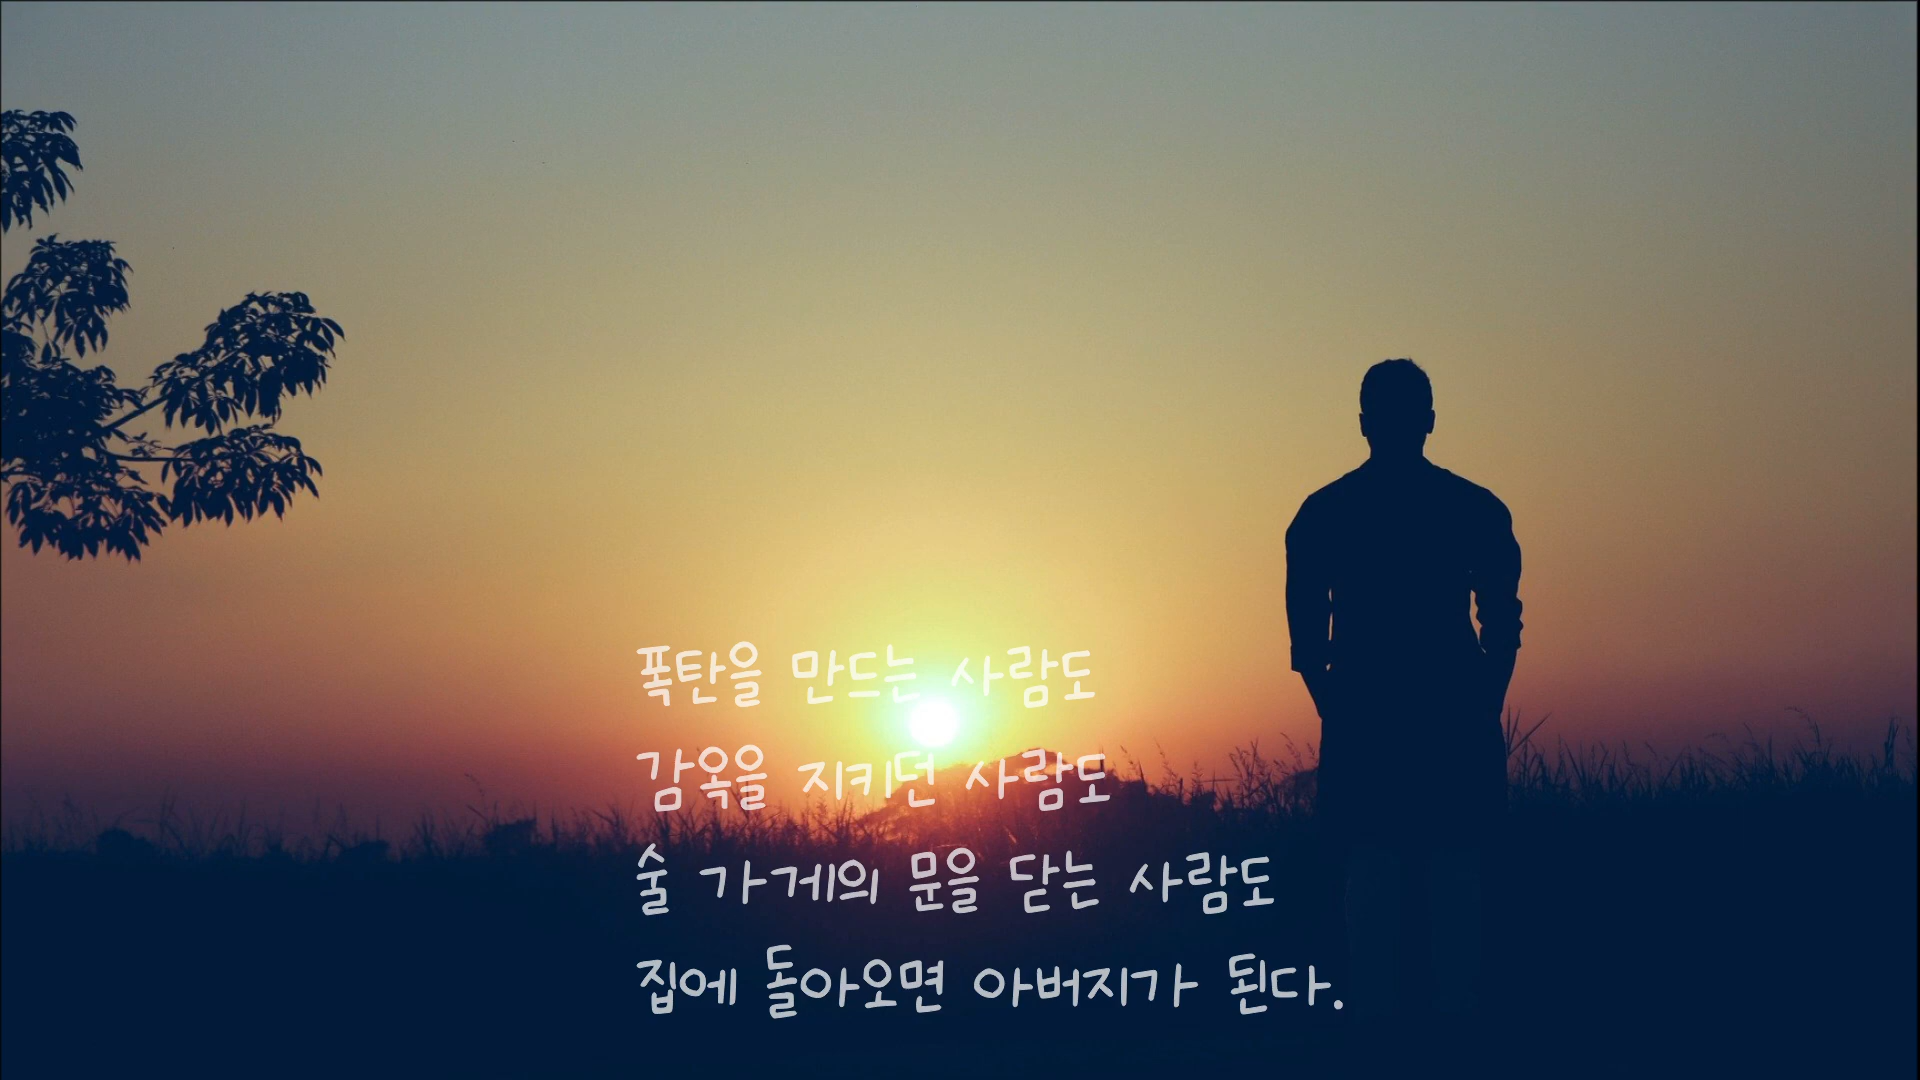 폭탄을 만드는 사람도
감옥을 지키던 사람도
술 가게의 문을 닫는 사람도
집에 돌아오면 아버지가 된다.